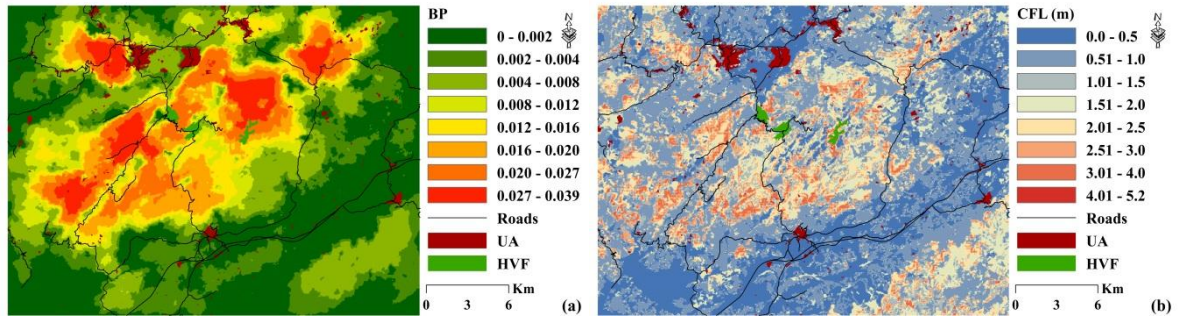 BP
N
0 - 0.002
0.002 - 0.004
0.004 - 0.008
0.008 - 0.012
0.012 - 0.016
0.016 - 0.020
0.020 - 0.027
0.027 - 0.039
Roads
UA
HVF
Km
0 6
(a)
CFL (m)
N
0.0 - 0.5
0.51 - 1.0
1.01 - 1.5
1.51 - 2.0
2.01 - 2.5
2.51 - 3.0
3.01 - 4.0
4.01 - 5.2
Roads
UA
HVF
Km
0 6
(b)